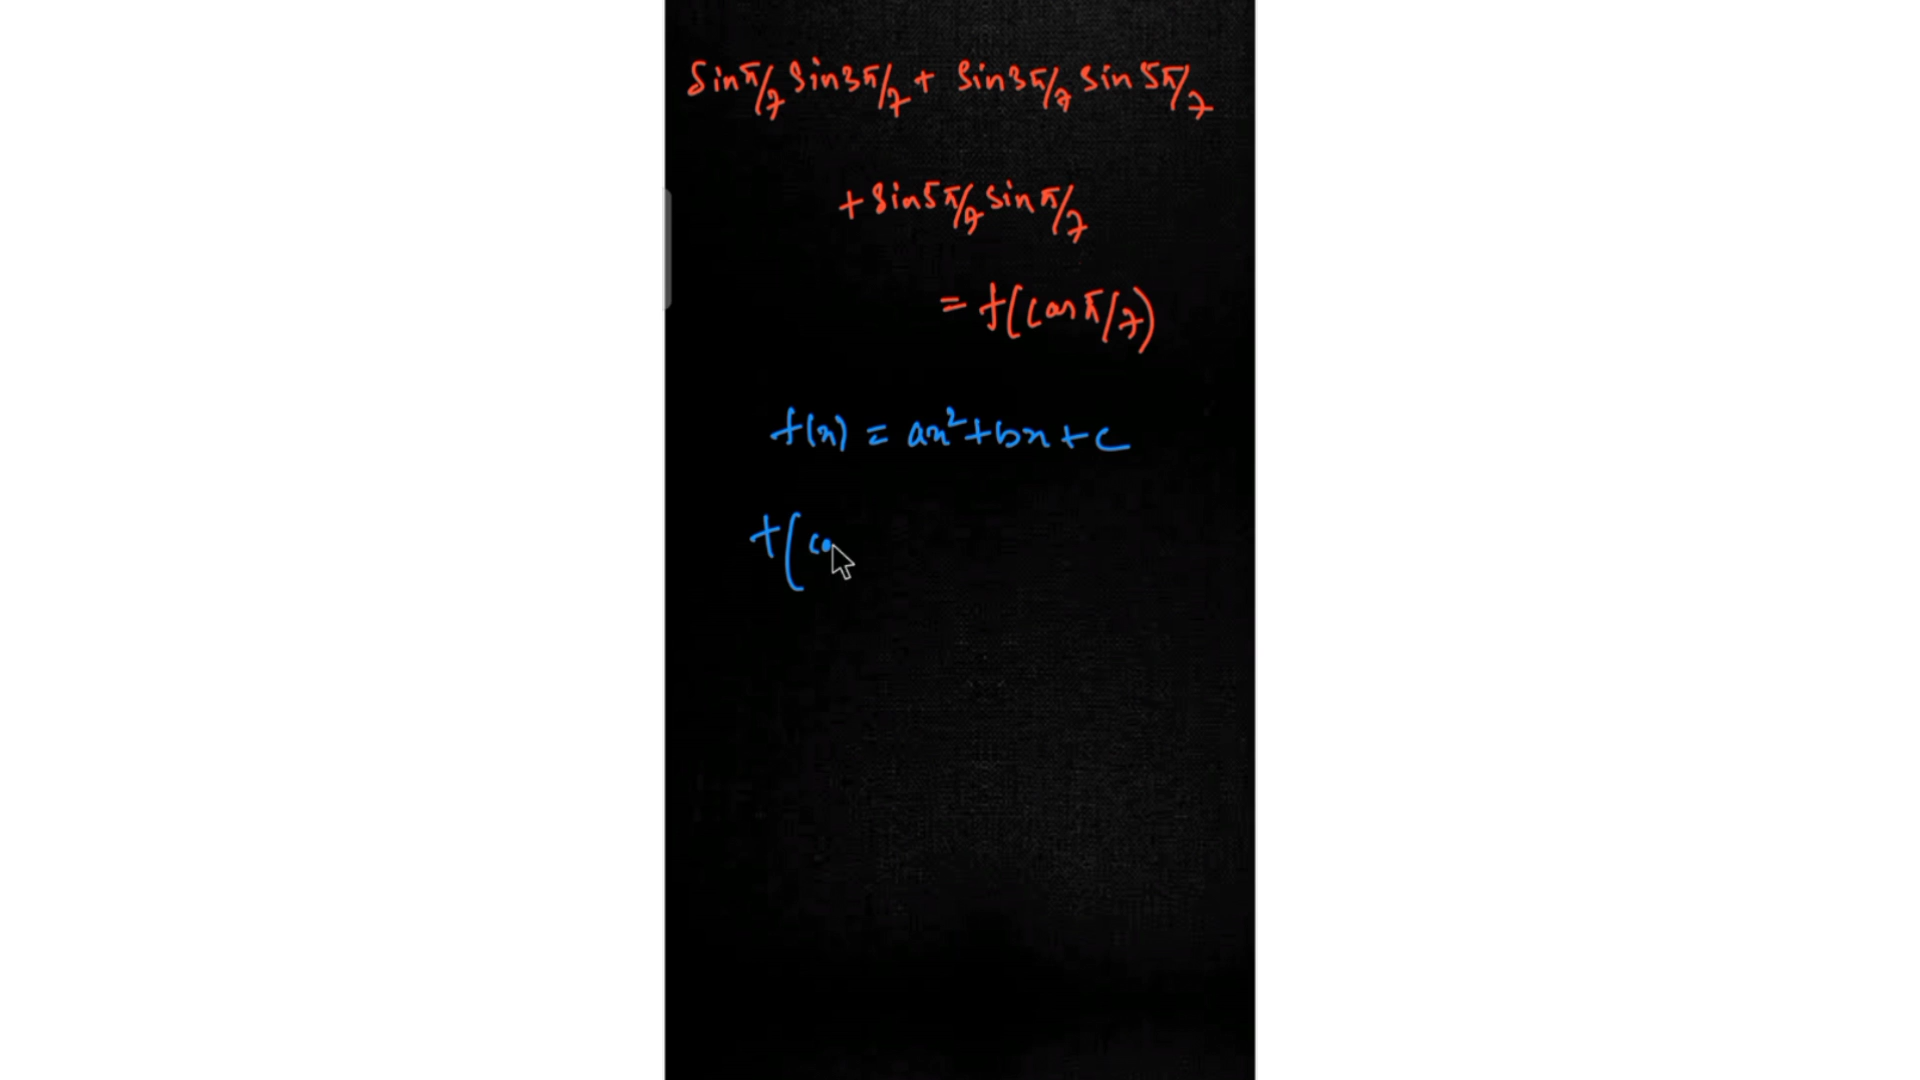 sin π/7 sin 3π/7 + sin 3π/7 sin 5π/7
+ sin 5π/7 sin π/7
= f(cos π/7)
f(x) = ax² + bx + c
f(co